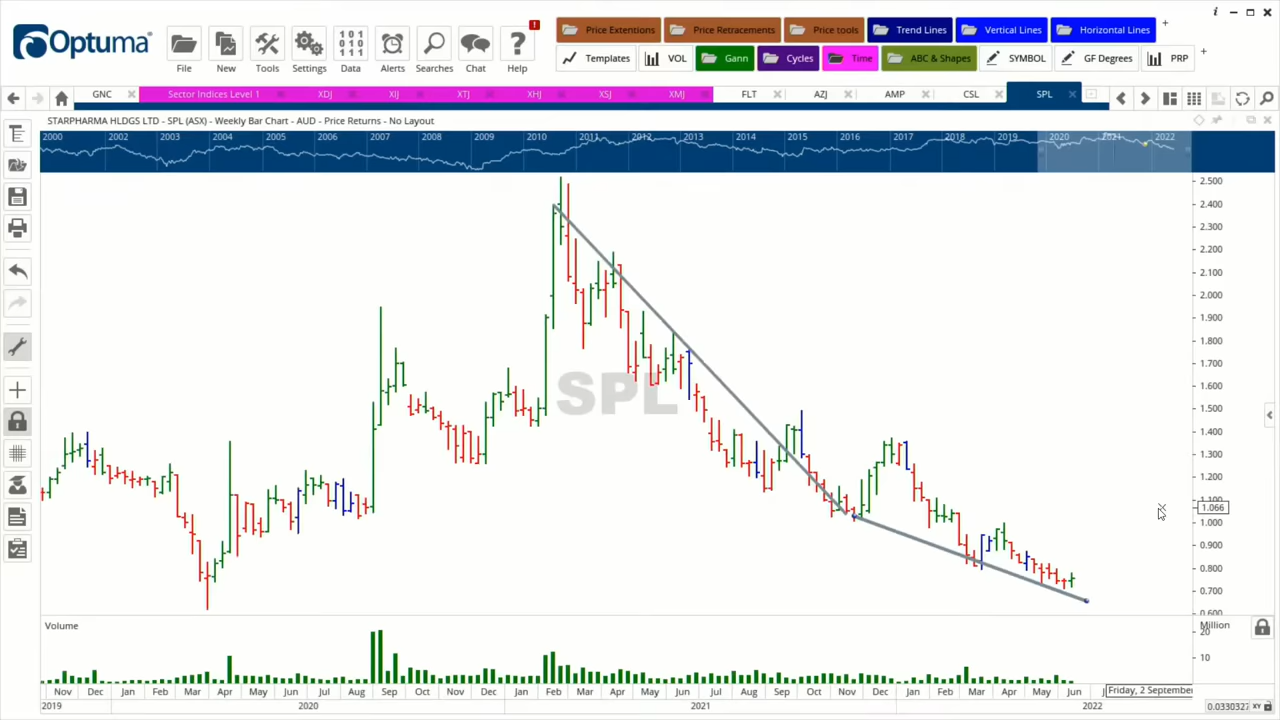 Optuma
File New Tools Settings Data Alerts Searches Chat Help
Price Extentions Price Retracements Price tools Trend Lines Vertical Lines Horizontal Lines
Templates VOL Gann Cycles Time ABC & Shapes SYMBOL GF Degrees PRP
GNC Sector Indices Level 1 XDJ XIJ XTJ XHJ XSJ XMJ FLT AZJ AMP CSL SPL
STARPHARMA HLDGS LTD - SPL (ASX) - Weekly Bar Chart - AUD - Price Returns - No Layout
2000 2002 2003 2004 2005 2006 2007 2008 2009 2010 2011 2012 2013 2014 2015 2016 2017 2018 2019 2020 2021 2022
2.500
2.400
2.300
2.200
2.100
2.000
1.900
1.800
1.700
1.600
1.500
1.400
1.300
1.200
1.100
1.066
1.000
0.900
0.800
0.700
0.600
SPL
Volume
Million
20
10
Nov Dec Jan Feb Mar Apr May Jun Jul Aug Sep Oct Nov Dec Jan Feb Mar Apr May Jun Jul Aug Sep Oct Nov Dec Jan Feb Mar Apr May Jun
Friday, 2 September
2019 2020 2021 2022
0.0330327 XY